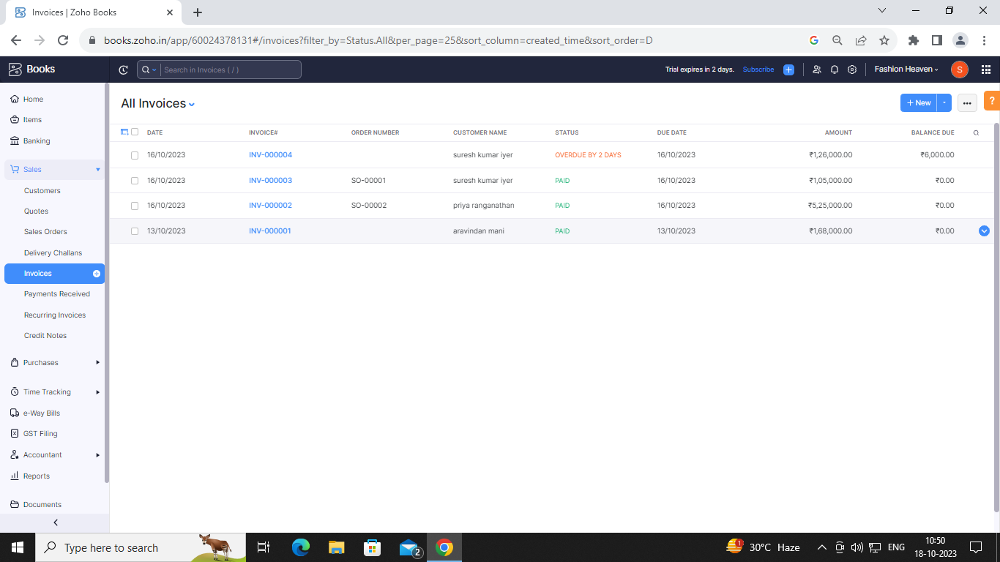 Invoices | Zoho Books
books.zoho.in/app/60024378131#/invoices?filter_by=Status.All&per_page=25&sort_column=created_time&sort_order=D
Books
Search in Invoices ( / )
Trial expires in 2 days. Subscribe
Fashion Heaven
S
Home
Items
Banking
Sales
Customers
Quotes
Sales Orders
Delivery Challans
Invoices
Payments Received
Recurring Invoices
Credit Notes
Purchases
Time Tracking
e-Way Bills
GST Filing
Accountant
Reports
Documents
All Invoices
+ New
?
DATE INVOICE# ORDER NUMBER CUSTOMER NAME STATUS DUE DATE AMOUNT BALANCE DUE
16/10/2023 INV-000004 suresh kumar iyer OVERDUE BY 2 DAYS 16/10/2023 ₹1,26,000.00 ₹6,000.00
16/10/2023 INV-000003 SO-00001 suresh kumar iyer PAID 16/10/2023 ₹1,05,000.00 ₹0.00
16/10/2023 INV-000002 SO-00002 priya ranganathan PAID 16/10/2023 ₹5,25,000.00 ₹0.00
13/10/2023 INV-000001 aravindan mani PAID 13/10/2023 ₹1,68,000.00 ₹0.00
Type here to search
2
1
30°C Haze
ENG
10:50
18-10-2023